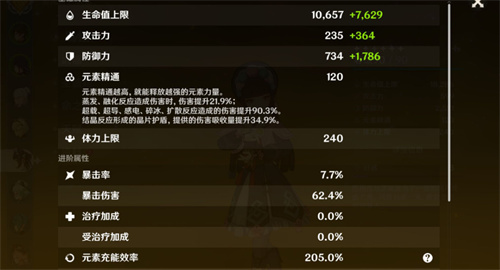 生命值上限 10,657 +7,629
攻击力 235 +364
防御力 734 +1,786
元素精通 120
元素精通越高，就能释放越强的元素力量。
蒸发、融化反应造成伤害时，伤害提升21.9%；
超载、超导、感电、碎冰、扩散反应造成的伤害提升90.3%。
结晶反应形成的晶片护盾，提供的伤害吸收量提升34.9%。
体力上限 240
进阶属性
暴击率 7.7%
暴击伤害 62.4%
治疗加成 0.0%
受治疗加成 0.0%
元素充能效率 205.0% ?